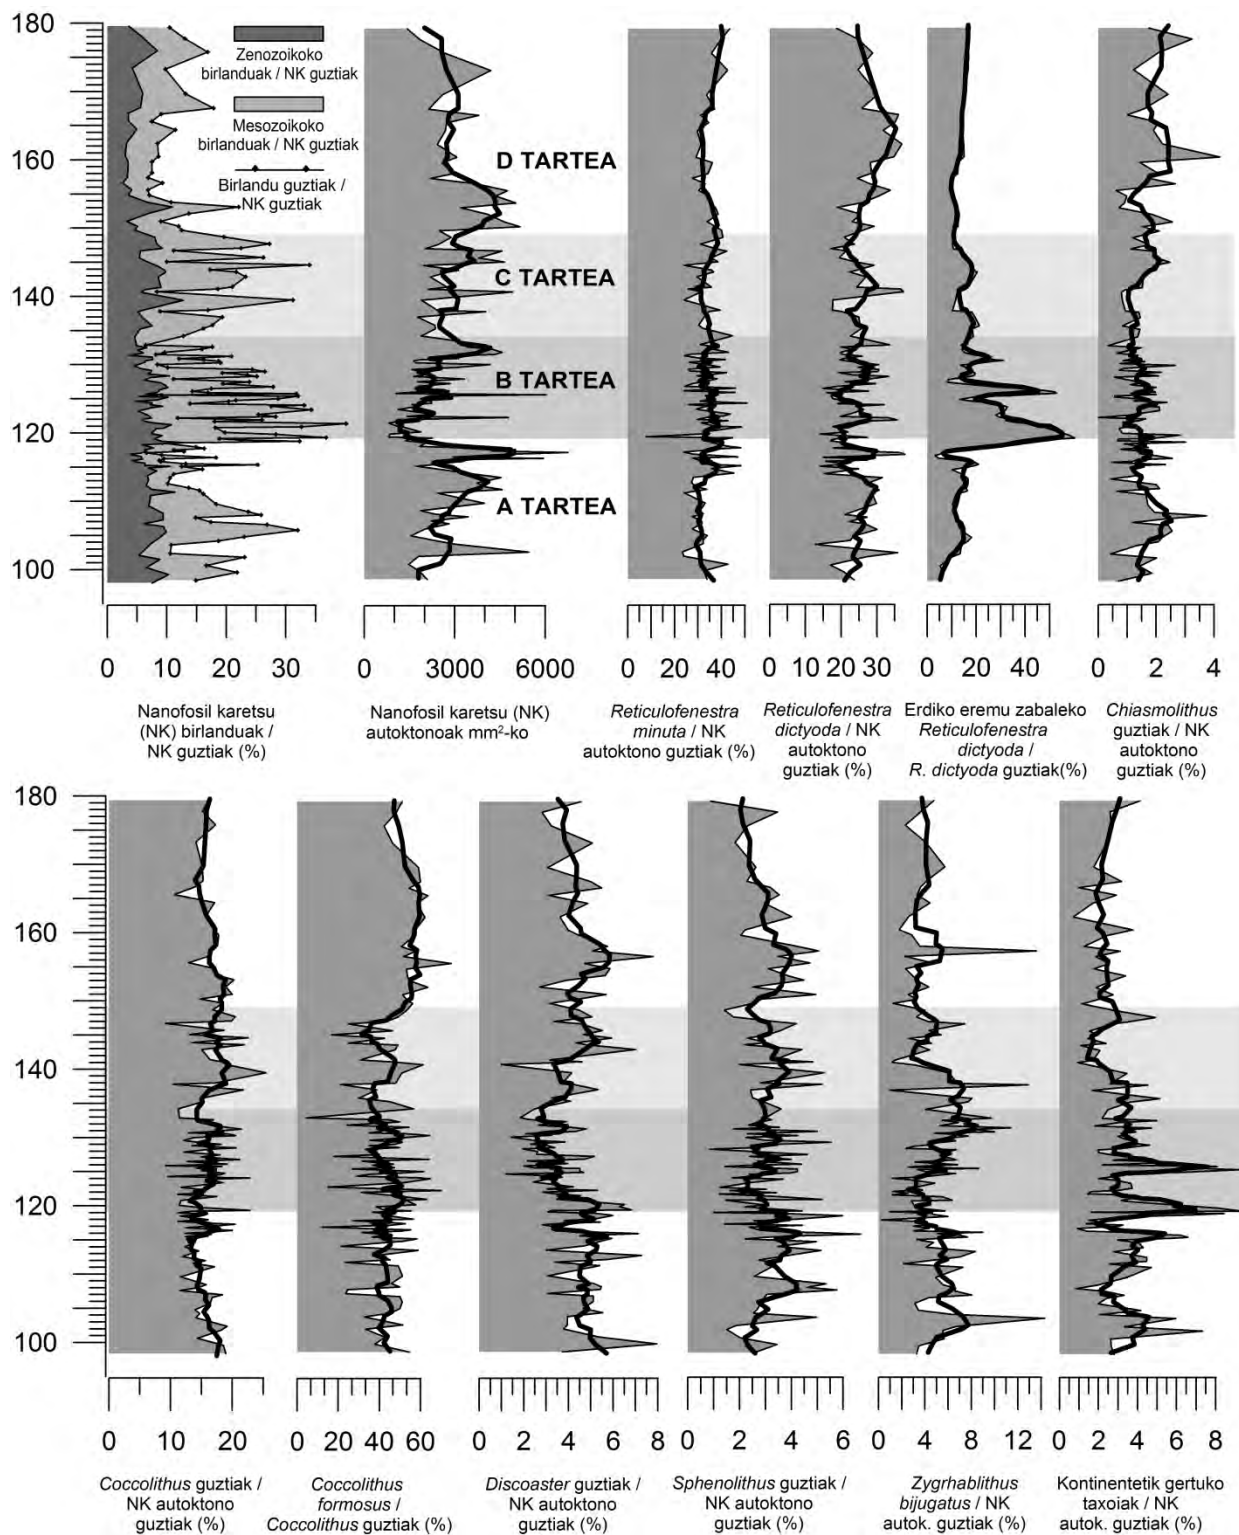 180
160
140
120
100
Zenozoikoko
birlanduak / NK guztiak
Mesozoikoko
birlanduak / NK guztiak
Birlandu guztiak /
NK guztiak
D TARTEA
C TARTEA
B TARTEA
A TARTEA
0 10 20 30
0 3000 6000
0 20 40
0 20 30
0 20 40
0 2 4
Nanofosil karetsu
(NK) birlanduak /
NK guztiak (%)
Nanofosil karetsu (NK)
autoktonoak mm²-ko
Reticulofenestra
minuta / NK
autoktono guztiak (%)
Reticulofenestra
dictyoda / NK
autoktono
guztiak (%)
Erdiko eremu zabaleko
Reticulofenestra
dictyoda /
R. dictyoda guztiak(%)
Chiasmolithus
guztiak / NK
autoktono
guztiak (%)
180
160
140
120
100
0 10 20
0 20 40 60
0 2 4 6 8
0 2 4 6
0 4 8 12
0 2 4 6 8
Coccolithus guztiak /
NK autoktono
guztiak (%)
Coccolithus
formosus /
Coccolithus guztiak (%)
Discoaster guztiak /
NK autoktono
guztiak (%)
Sphenolithus guztiak /
NK autoktono
guztiak (%)
Zygrhablithus
bijugatus / NK
autok. guztiak (%)
Kontinentetik gertuko
taxoiak / NK
autok. guztiak (%)